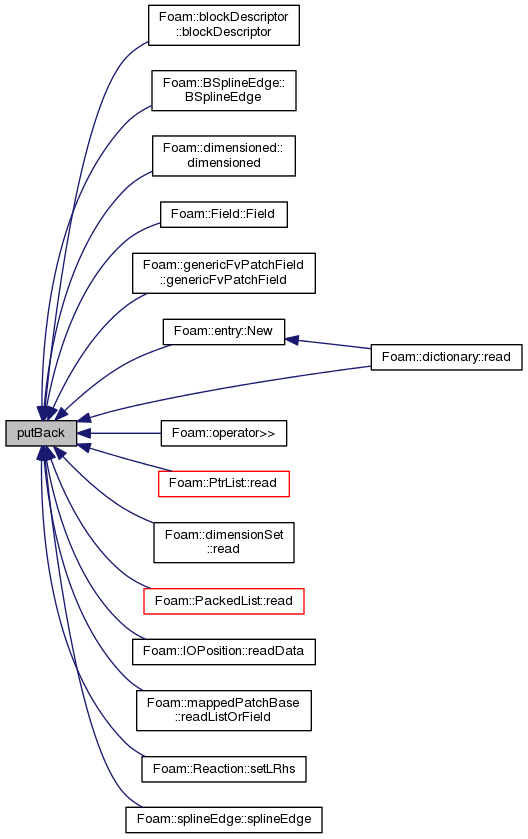 Foam::blockDescriptor
::blockDescriptor
Foam::BSplineEdge::
BSplineEdge
Foam::dimensioned::
dimensioned
Foam::Field::Field
Foam::genericFvPatchField
::genericFvPatchField
Foam::entry::New
Foam::dictionary::read
putBack
Foam::operator>>
Foam::PtrList::read
Foam::dimensionSet
::read
Foam::PackedList::read
Foam::IOPosition::readData
Foam::mappedPatchBase
::readListOrField
Foam::Reaction::setLRhs
Foam::splineEdge::splineEdge